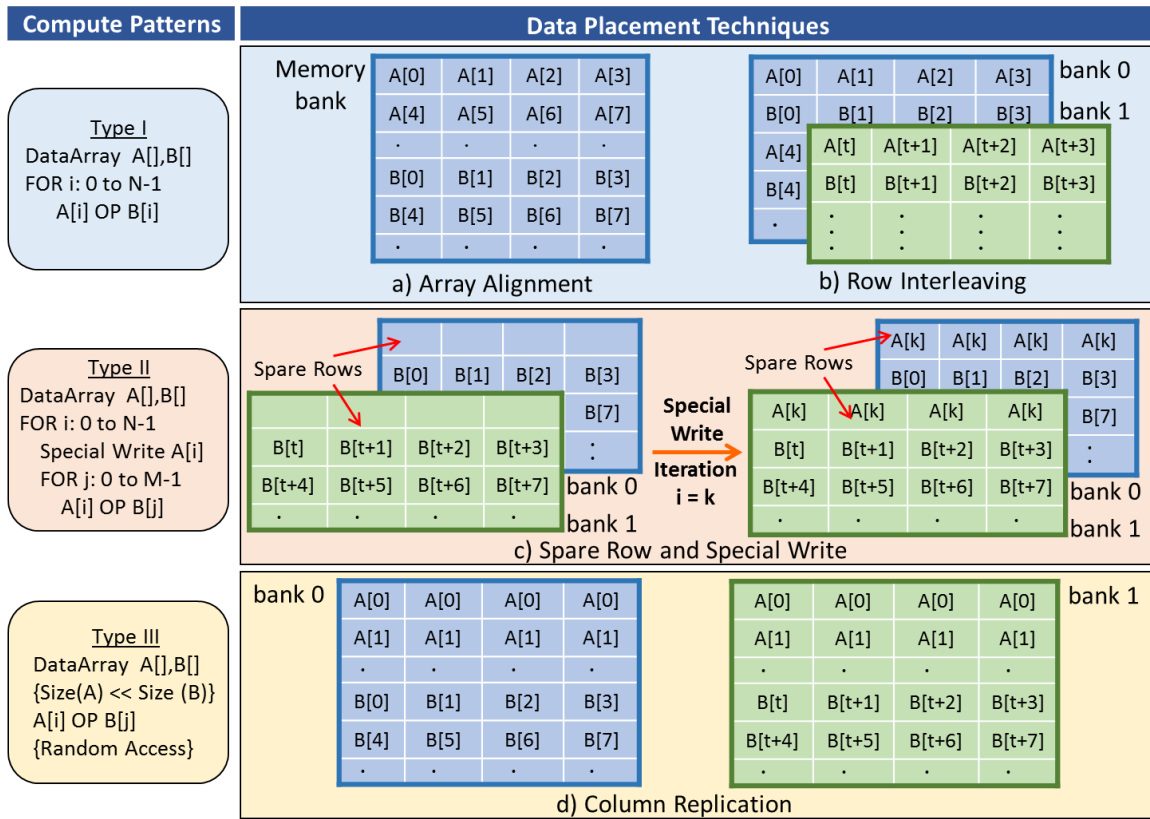 Compute Patterns
Data Placement Techniques
Type I
DataArray A[],B[]
FOR i: 0 to N-1
A[i] OP B[i]
Memory
bank
A[0] A[1] A[2] A[3]
A[4] A[5] A[6] A[7]
. . . .
B[0] B[1] B[2] B[3]
B[4] B[5] B[6] B[7]
. . . .
a) Array Alignment
A[0] A[1] A[2] A[3]
B[0] B[1] B[2] B[3]
A[4]
B[4]
.
bank 0
bank 1
A[t] A[t+1] A[t+2] A[t+3]
B[t] B[t+1] B[t+2] B[t+3]
. . . .
. . . .
. . . .
b) Row Interleaving
Type II
DataArray A[],B[]
FOR i: 0 to N-1
Special Write A[i]
FOR j: 0 to M-1
A[i] OP B[j]
Spare Rows
B[0] B[1] B[2] B[3]
B[7]
:
B[t] B[t+1] B[t+2] B[t+3]
B[t+4] B[t+5] B[t+6] B[t+7]
. . . .
bank 0
bank 1
Special
Write
Iteration
i = k
Spare Rows
A[k] A[k] A[k] A[k]
B[0] B[1] B[2] B[3]
B[7]
:
A[k] A[k] A[k] A[k]
B[t] B[t+1] B[t+2] B[t+3]
B[t+4] B[t+5] B[t+6] B[t+7]
. . . .
bank 0
bank 1
c) Spare Row and Special Write
Type III
DataArray A[],B[]
{Size(A) << Size (B)}
A[i] OP B[j]
{Random Access}
bank 0
A[0] A[0] A[0] A[0]
A[1] A[1] A[1] A[1]
. . . .
B[0] B[1] B[2] B[3]
B[4] B[5] B[6] B[7]
. . . .
A[0] A[0] A[0] A[0]
A[1] A[1] A[1] A[1]
. . . .
B[t] B[t+1] B[t+2] B[t+3]
B[t+4] B[t+5] B[t+6] B[t+7]
. . . .
bank 1
d) Column Replication